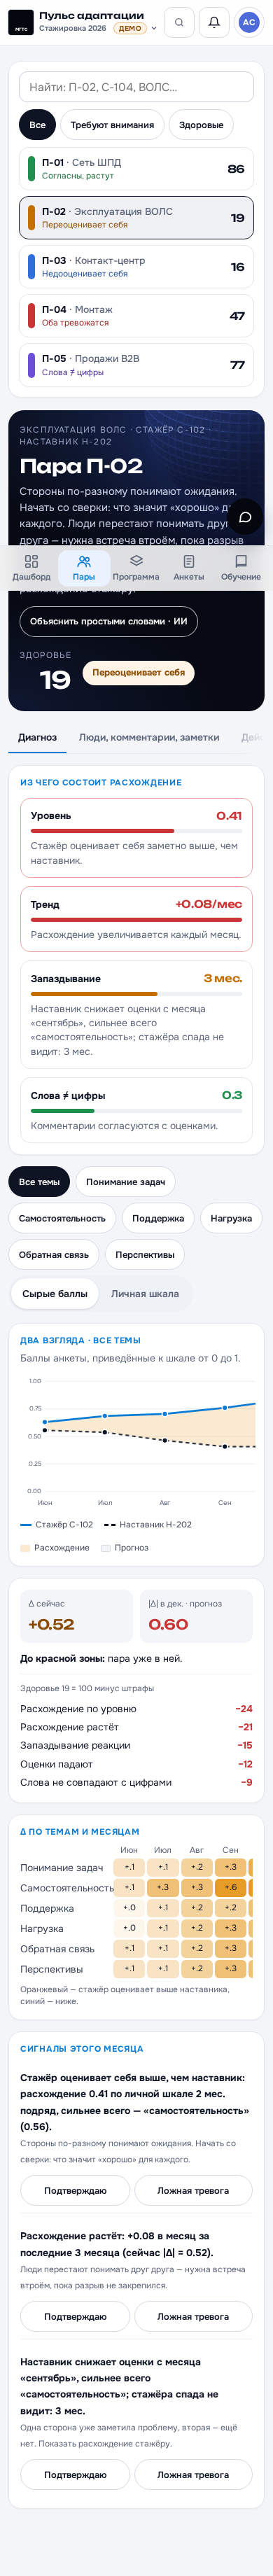 МГТС
Пульс адаптации
Стажировка 2026 ДЕМО
АС
Найти: П-02, С-104, ВОЛС...
Все
Требуют внимания
Здоровые
П-01 · Сеть ШПД
Согласны, растут
86
П-02 · Эксплуатация ВОЛС
Переоценивает себя
19
П-03 · Контакт-центр
Недооценивает себя
16
П-04 · Монтаж
Оба тревожатся
47
П-05 · Продажи B2B
Слова ≠ цифры
77
ЭКСПЛУАТАЦИЯ ВОЛС · СТАЖЁР С-102 ·
НАСТАВНИК Н-202
Пара П-02
Стороны по-разному понимают ожидания.
Начать со сверки: что значит «хорошо» для
каждого. Люди перестают понимать друг
друга — нужна встреча втроём, пока разрыв
Дашборд
Пары
Программа
Анкеты
Обучение
Объяснить простыми словами · ИИ
ЗДОРОВЬЕ
19
Переоценивает себя
Диагноз
Люди, комментарии, заметки
ИЗ ЧЕГО СОСТОИТ РАСХОЖДЕНИЕ
Уровень
0.41
Стажёр оценивает себя заметно выше, чем
наставник.
Тренд
+0.08/мес
Расхождение увеличивается каждый месяц.
Запаздывание
3 мес.
Наставник снижает оценки с месяца
«сентябрь», сильнее всего
«самостоятельность»; стажёра спада не
видит: 3 мес.
Слова ≠ цифры
0.3
Комментарии согласуются с оценками.
Все темы
Понимание задач
Самостоятельность
Поддержка
Нагрузка
Обратная связь
Перспективы
Сырые баллы
Личная шкала
ДВА ВЗГЛЯДА · ВСЕ ТЕМЫ
Баллы анкеты, приведённые к шкале от 0 до 1.
1.00
0.75
0.50
0.25
0.00
Июн Июл Авг Сен
Стажёр С-102
Наставник Н-202
Расхождение
Прогноз
Δ сейчас
+0.52
|Δ| в дек. · прогноз
0.60
До красной зоны: пара уже в ней.
Здоровье 19 = 100 минус штрафы
Расхождение по уровню −24
Расхождение растёт −21
Запаздывание реакции −15
Оценки падают −12
Слова не совпадают с цифрами −9
Δ ПО ТЕМАМ И МЕСЯЦАМ
Июн Июл Авг Сен
Понимание задач +.1 +.1 +.2 +.3
Самостоятельность +.1 +.3 +.3 +.6
Поддержка +.0 +.1 +.2 +.2
Нагрузка +.0 +.1 +.2 +.3
Обратная связь +.1 +.1 +.2 +.3
Перспективы +.1 +.1 +.2 +.3
Оранжевый — стажёр оценивает выше наставника,
синий — ниже.
СИГНАЛЫ ЭТОГО МЕСЯЦА
Стажёр оценивает себя выше, чем наставник:
расхождение 0.41 по личной шкале 2 мес.
подряд, сильнее всего — «самостоятельность»
(0.56).
Стороны по-разному понимают ожидания. Начать со
сверки: что значит «хорошо» для каждого.
Подтверждаю
Ложная тревога
Расхождение растёт: +0.08 в месяц за
последние 3 месяца (сейчас |Δ| = 0.52).
Люди перестают понимать друг друга — нужна встреча
втроём, пока разрыв не закрепился.
Подтверждаю
Ложная тревога
Наставник снижает оценки с месяца
«сентябрь», сильнее всего
«самостоятельность»; стажёра спада не
видит: 3 мес.
Одна сторона уже заметила проблему, вторая — ещё
нет. Показать расхождение стажёру.
Подтверждаю
Ложная тревога